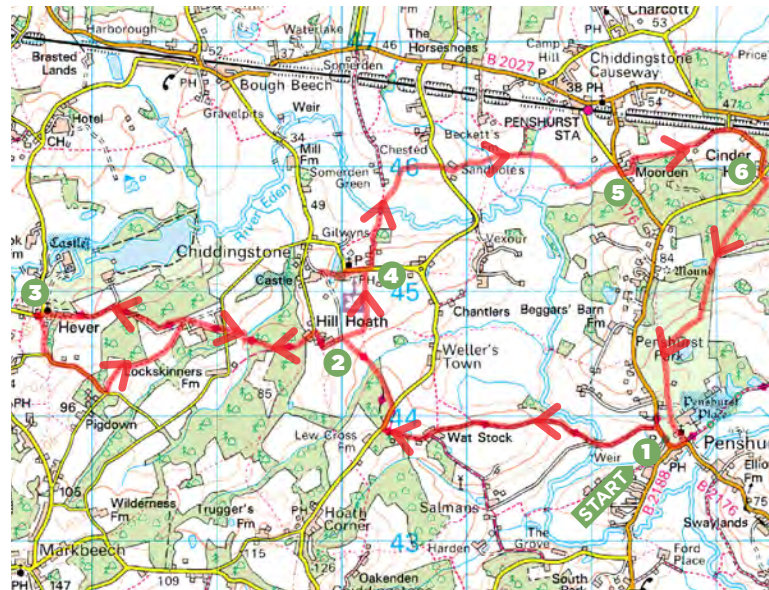 Harborough
52
37
Waterlake
Fm
47
46
The
Horseshoes
Charcott
PH 53
Camp
Hill
Brasted
Lands
PH
Somerden
B 2027
P
Chiddingstone
Causeway
Price's
Bough Beech
38 PH
54
47
Hotel
CH
Gravelpits
Weir
34
Mill
Fm
Chested
Beckett's
Fm
PENSHURST
STA
46
Sandholes
Moorden
Cinder
6
Somerden
Green
49
5
River Eden
Gilwyns
Castle
Chiddingstone
Castle
P
PH
4
Vexour
84
Mound
3
45
Hever
Hill Hoath
2
Chantlers
Beggars' Barn
Fm
Weller's
Town
Penshurst
Park
Lockskinners
Fm
85
96
Pigdown
44
Lew Cross
Fm
Wat Stock
Penshurst
Place
1
Weir
PH
START
105
Wilderness
Fm
Trugger's
Fm
Hoath
Corner
Salmans
B 2188
B 2176
75
Swaylands
Markbeech
115
43
Harden
The
Grove
Ford
Place
PH
147
109
126
Oakenden
South
Park